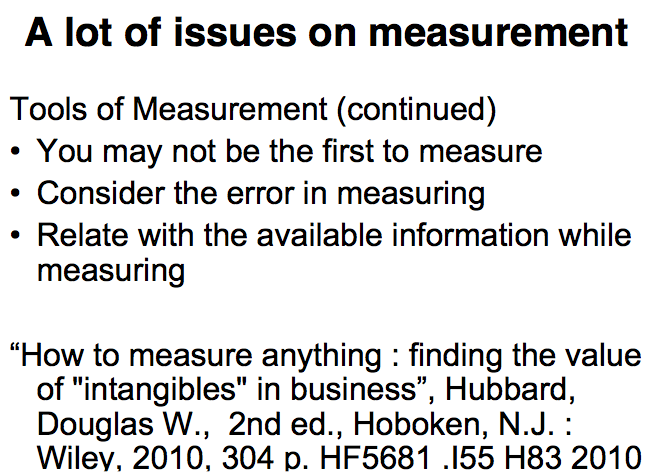 A lot of issues on measurement
Tools of Measurement (continued)
• You may not be the first to measure
• Consider the error in measuring
• Relate with the available information while
measuring
“How to measure anything : finding the value
of "intangibles" in business”, Hubbard,
Douglas W.,  2nd ed., Hoboken, N.J. :
Wiley, 2010, 304 p. HF5681 .I55 H83 2010